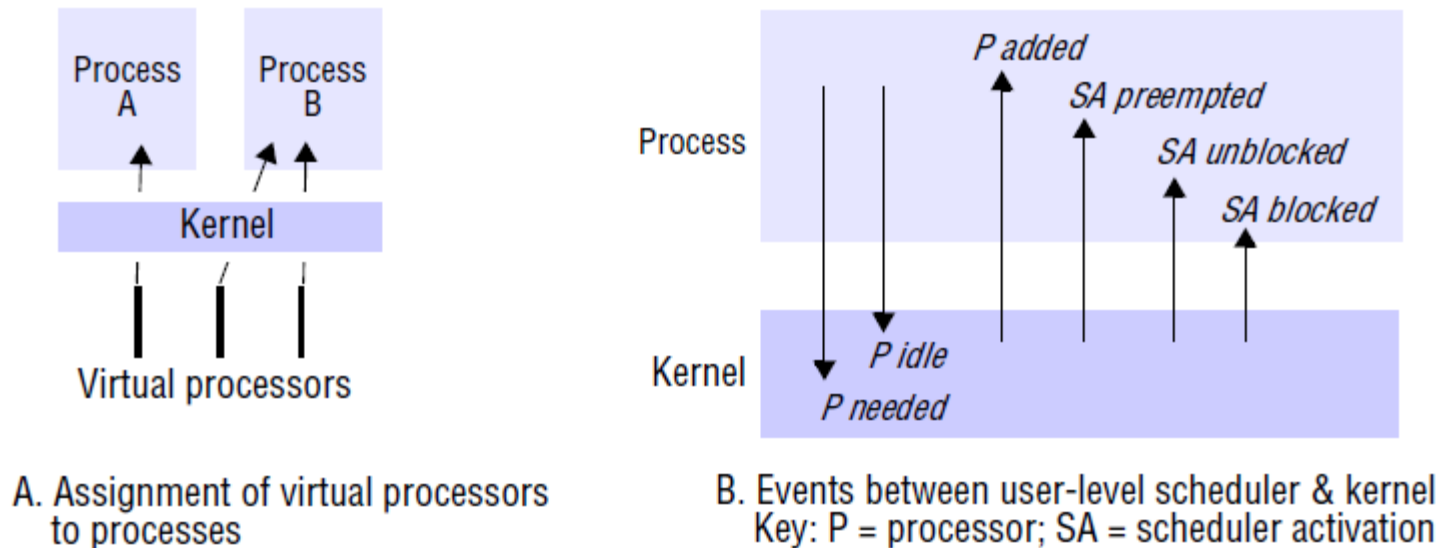 Process
A
Process
B
Kernel
Virtual processors
A. Assignment of virtual processors
to processes
P added
SA preempted
Process
SA unblocked
SA blocked
P idle
Kernel
P needed
B. Events between user-level scheduler & kernel
Key: P = processor; SA = scheduler activation